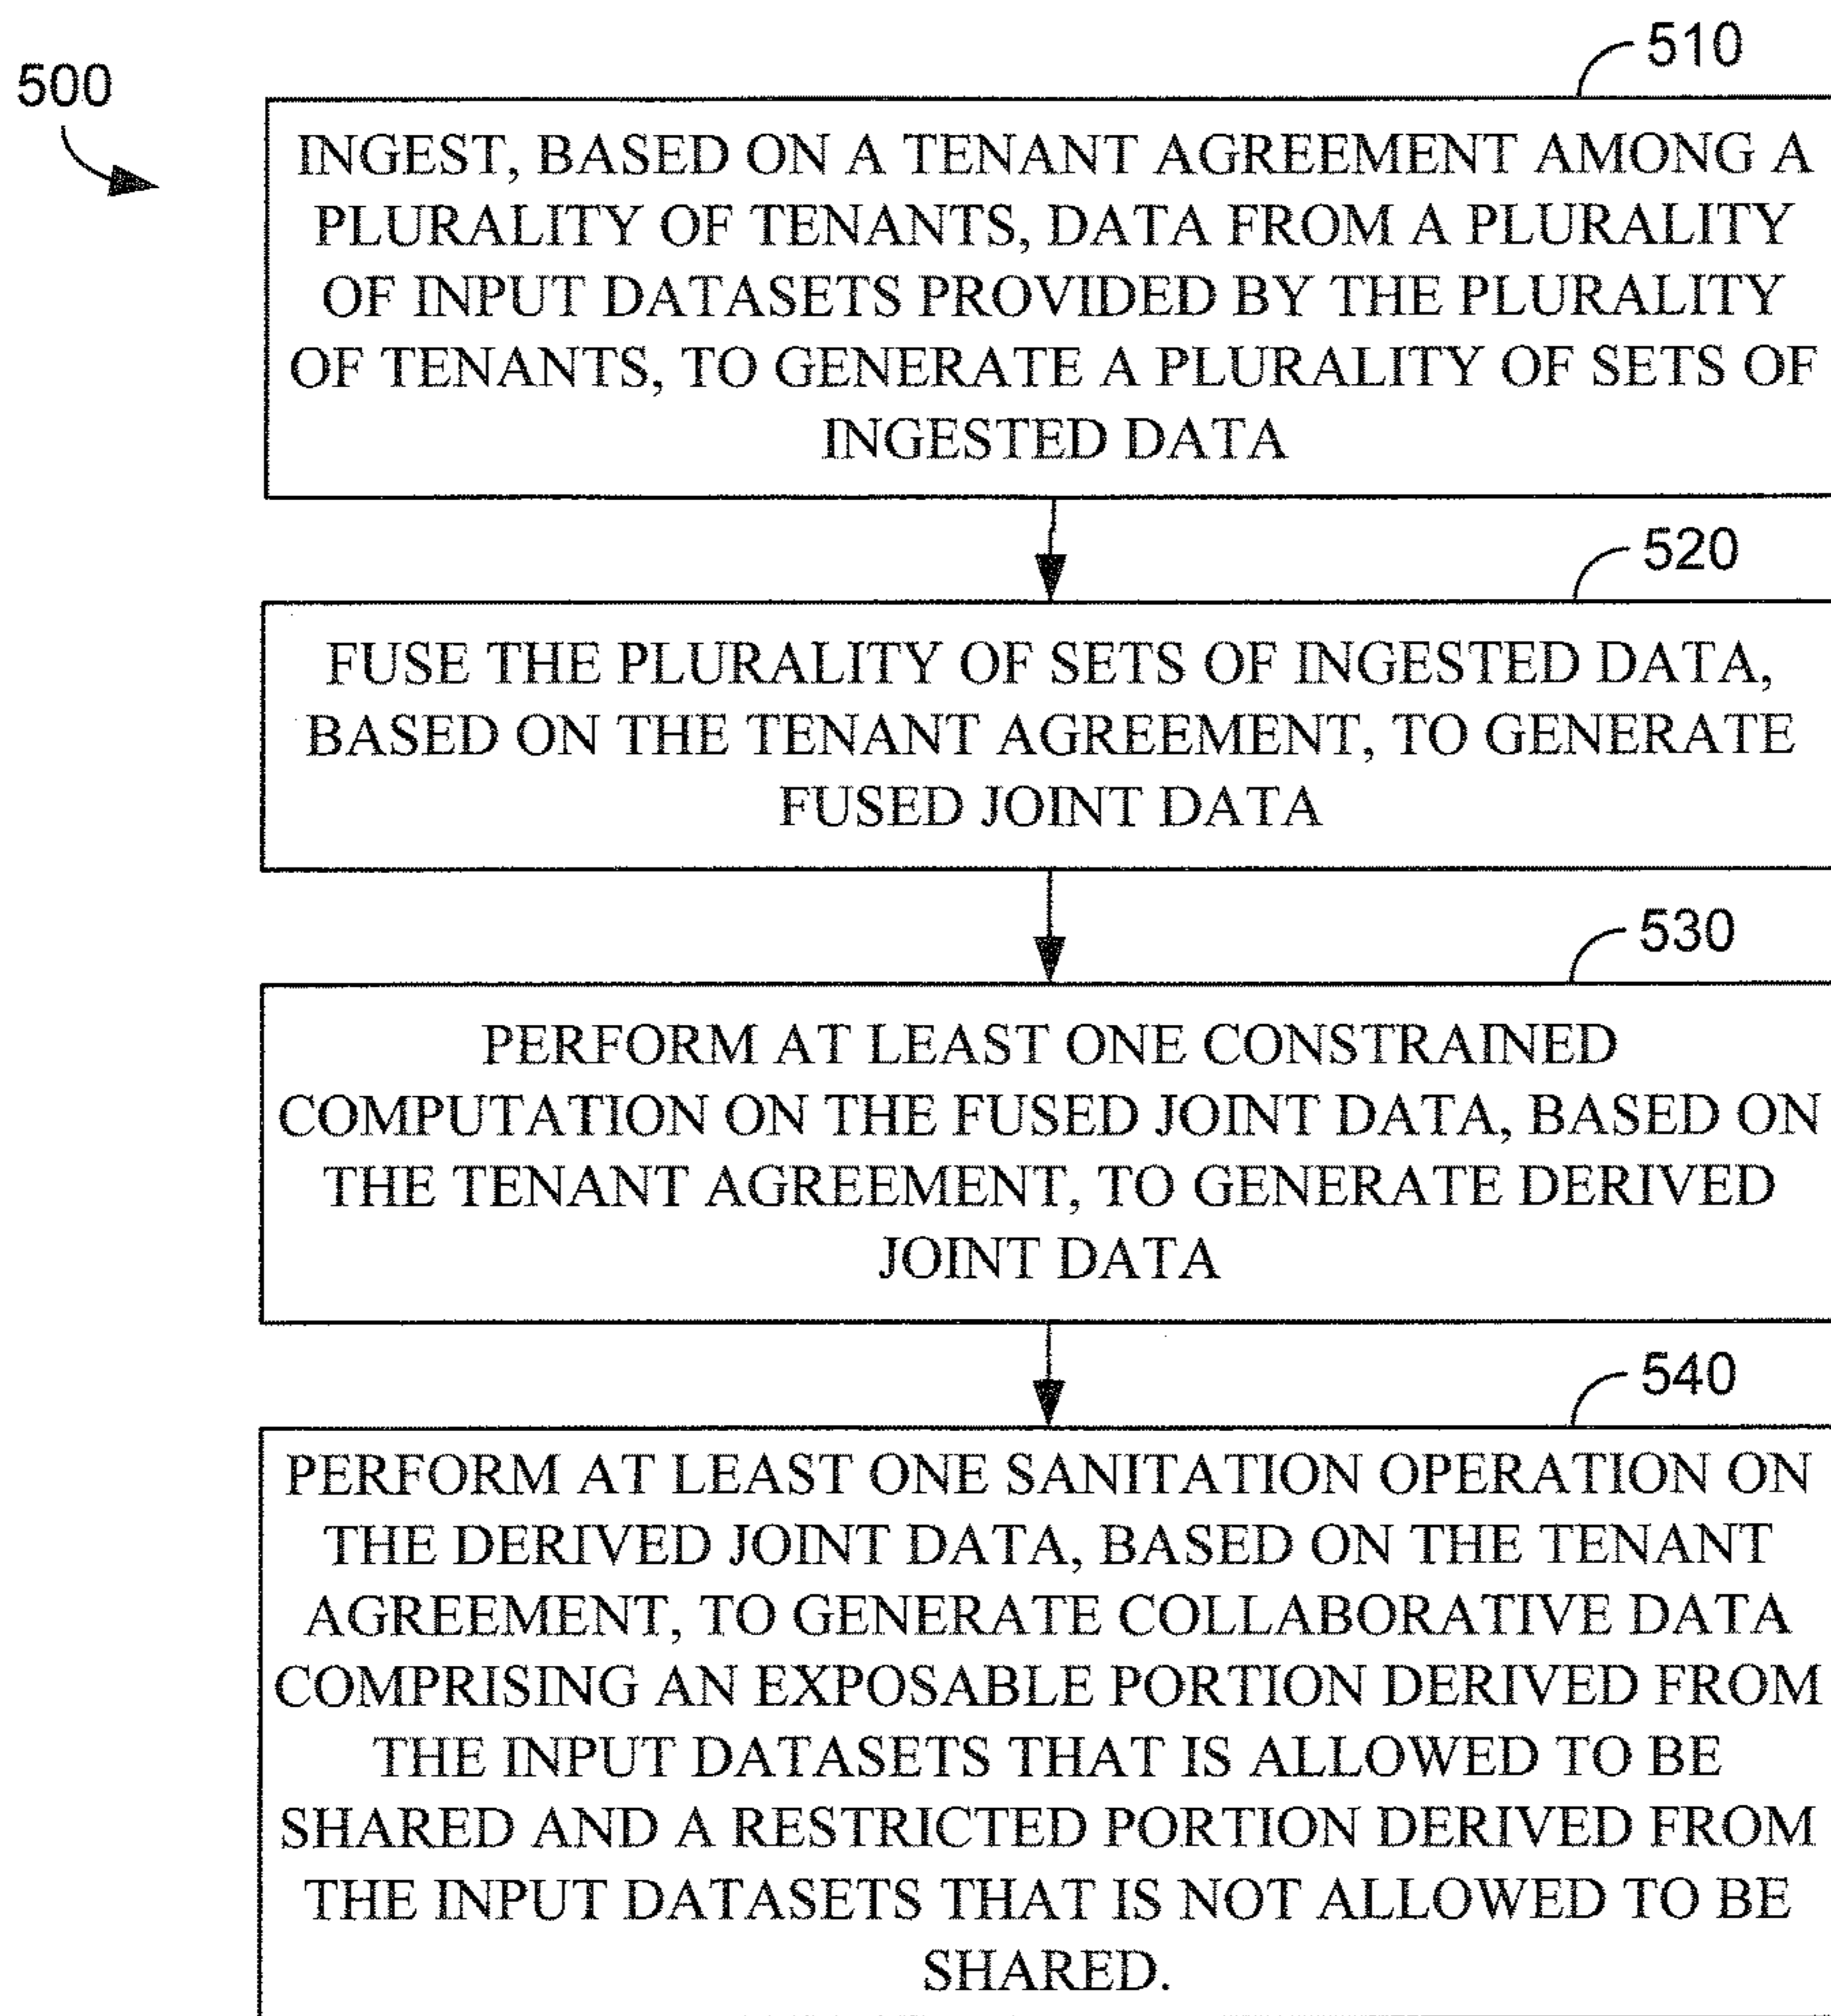 500
510
INGEST, BASED ON A TENANT AGREEMENT AMONG A
PLURALITY OF TENANTS, DATA FROM A PLURALITY
OF INPUT DATASETS PROVIDED BY THE PLURALITY
OF TENANTS, TO GENERATE A PLURALITY OF SETS OF
INGESTED DATA
520
FUSE THE PLURALITY OF SETS OF INGESTED DATA,
BASED ON THE TENANT AGREEMENT, TO GENERATE
FUSED JOINT DATA
530
PERFORM AT LEAST ONE CONSTRAINED
COMPUTATION ON THE FUSED JOINT DATA, BASED ON
THE TENANT AGREEMENT, TO GENERATE DERIVED
JOINT DATA
540
PERFORM AT LEAST ONE SANITATION OPERATION ON
THE DERIVED JOINT DATA, BASED ON THE TENANT
AGREEMENT, TO GENERATE COLLABORATIVE DATA
COMPRISING AN EXPOSABLE PORTION DERIVED FROM
THE INPUT DATASETS THAT IS ALLOWED TO BE
SHARED AND A RESTRICTED PORTION DERIVED FROM
THE INPUT DATASETS THAT IS NOT ALLOWED TO BE
SHARED.